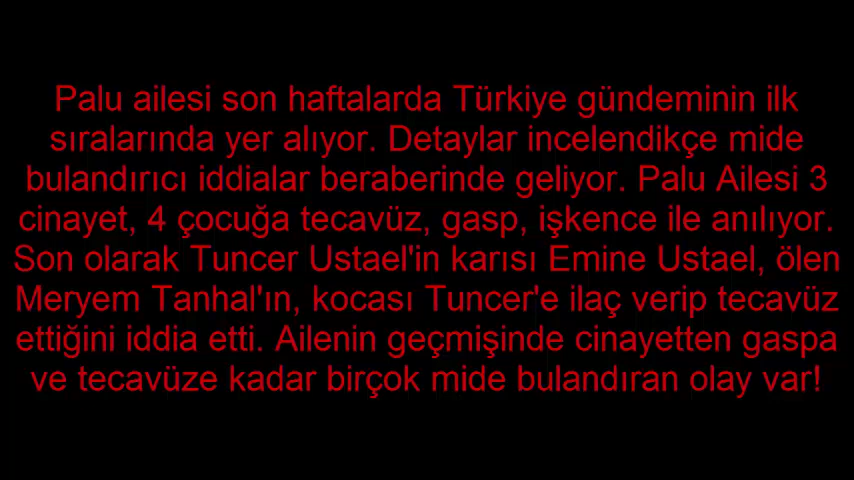 Palu ailesi son haftalarda Türkiye gündeminin ilk
sıralarında yer alıyor. Detaylar incelendikçe mide
bulandırıcı iddialar beraberinde geliyor. Palu Ailesi 3
cinayet, 4 çocuğa tecavüz, gasp, işkence ile anılıyor.
Son olarak Tuncer Ustael'in karısı Emine Ustael, ölen
Meryem Tanhal'ın, kocası Tuncer'e ilaç verip tecavüz
ettiğini iddia etti. Ailenin geçmişinde cinayetten gaspa
ve tecavüze kadar birçok mide bulandıran olay var!